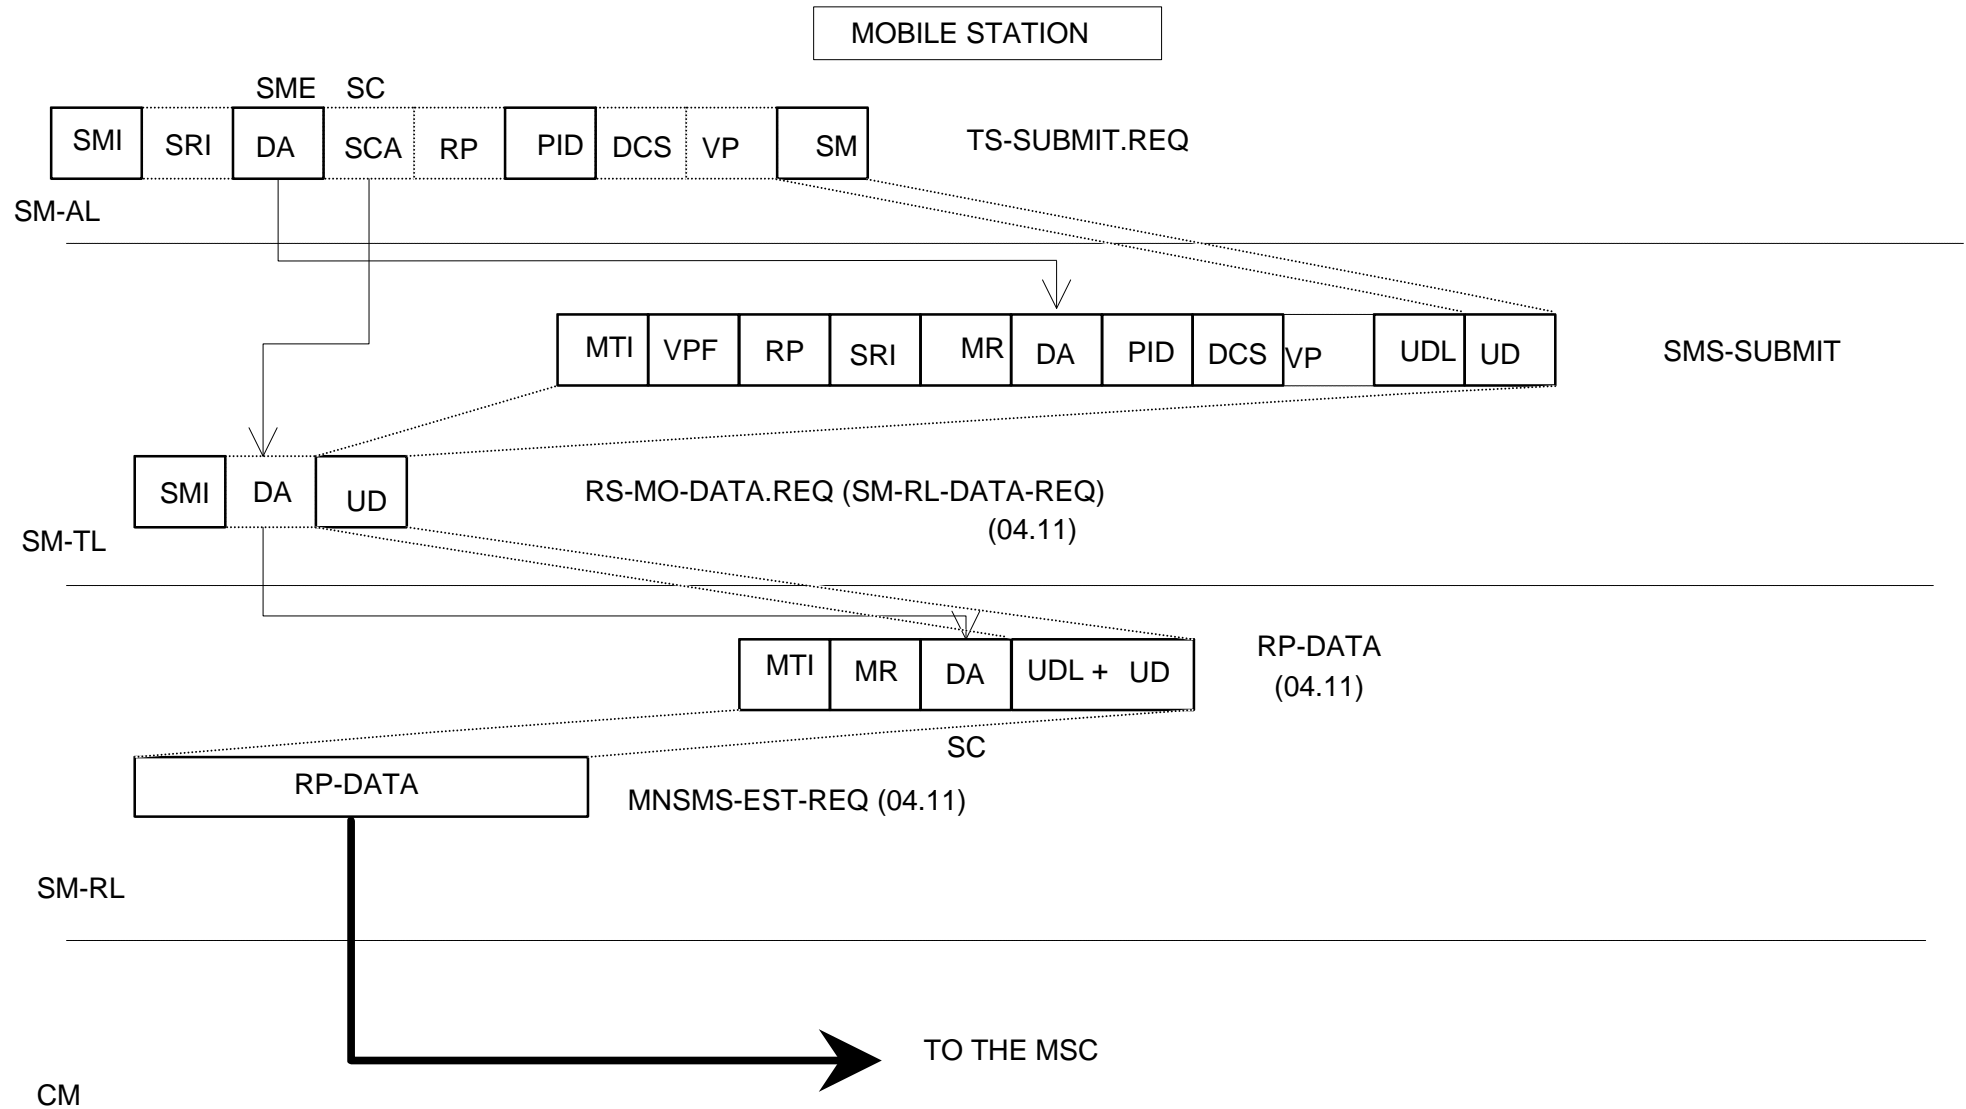 MOBILE STATION
SME SC
SMI SRI DA SCA RP PID DCS VP SM TS-SUBMIT.REQ
SM-AL
MTI VPF RP SRI MR DA PID DCS VP UDL UD SMS-SUBMIT
SMI DA UD RS-MO-DATA.REQ (SM-RL-DATA-REQ)
(04.11)
SM-TL
MTI MR DA UDL + UD RP-DATA
(04.11)
SC
RP-DATA MNSMS-EST-REQ (04.11)
SM-RL
TO THE MSC
CM